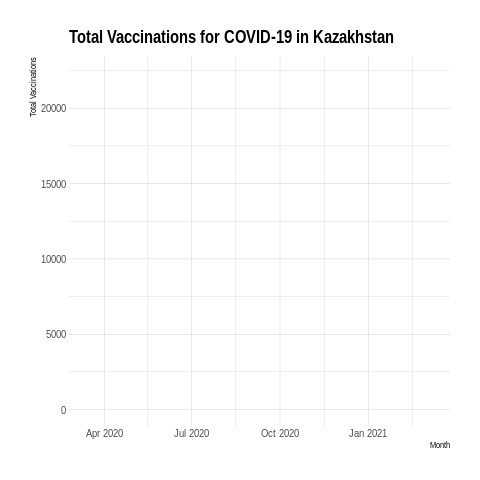 Total Vaccinations for COVID-19 in Kazakhstan
Total Vaccinations
20000
15000
10000
5000
0
Apr 2020
Jul 2020
Oct 2020
Jan 2021
Month